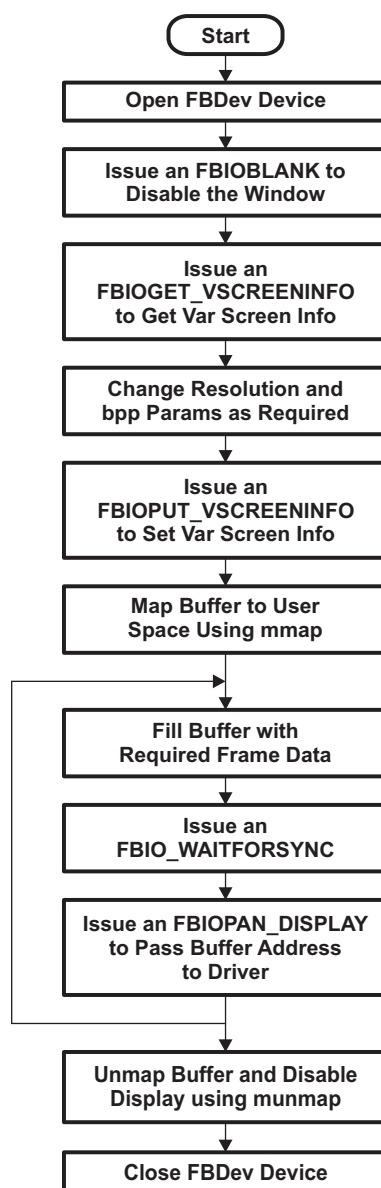 Start
Open FBDev Device
Issue an FBIOBLANK to
Disable the Window
Issue an
FBIOGET_VSCREENINFO
to Get Var Screen Info
Change Resolution and
bpp Params as Required
Issue an
FBIOPUT_VSCREENINFO
to Set Var Screen Info
Map Buffer to User
Space Using mmap
Fill Buffer with
Required Frame Data
Issue an
FBIO_WAITFORSYNC
Issue an FBIOPAN_DISPLAY
to Pass Buffer Address
to Driver
Unmap Buffer and Disable
Display using munmap
Close FBDev Device